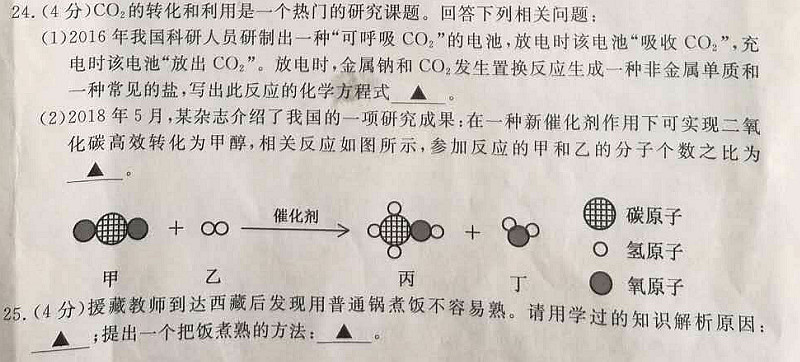 24.(4分)CO₂的转化和利用是一个热门的研究课题。回答下列相关问题:
(1)2016年我国科研人员研制出一种“可呼吸CO₂”的电池,放电时该电池“吸收CO₂”,充
电时该电池“放出CO₂”。放电时,金属钠和CO₂发生置换反应生成一种非金属单质和
一种常见的盐,写出此反应的化学方程式 ▲ 。
(2)2018年5月,某杂志介绍了我国的一项研究成果:在一种新催化剂作用下可实现二氧
化碳高效转化为甲醇,相关反应如图所示,参加反应的甲和乙的分子个数之比为
▲ 。
+ 催化剂 + 碳原子
氢原子
甲 乙 丙 丁 氧原子
25.(4分)援藏教师到达西藏后发现用普通锅煮饭不容易熟。请用学过的知识解析原因:
▲ ;提出一个把饭煮熟的方法: ▲ 。